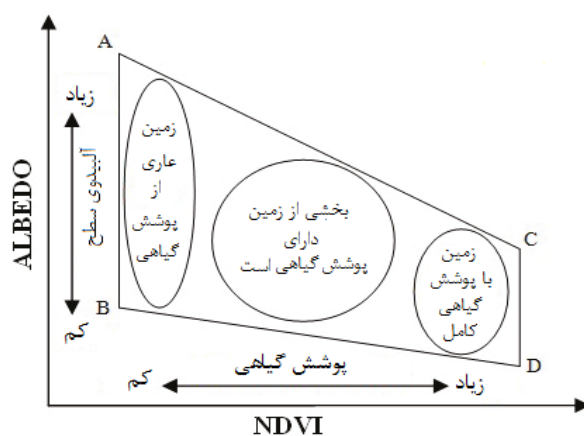 A
زیاد
ALBEDO
آلبیدوی سطح
زمین
عاری
از
پوشش
گیاهی
بخشی از زمین
دارای
پوشش گیاهی است
C
زمین
با پوشش
گیاهی
کامل
B
کم
D
کم
پوشش گیاهی
زیاد
NDVI